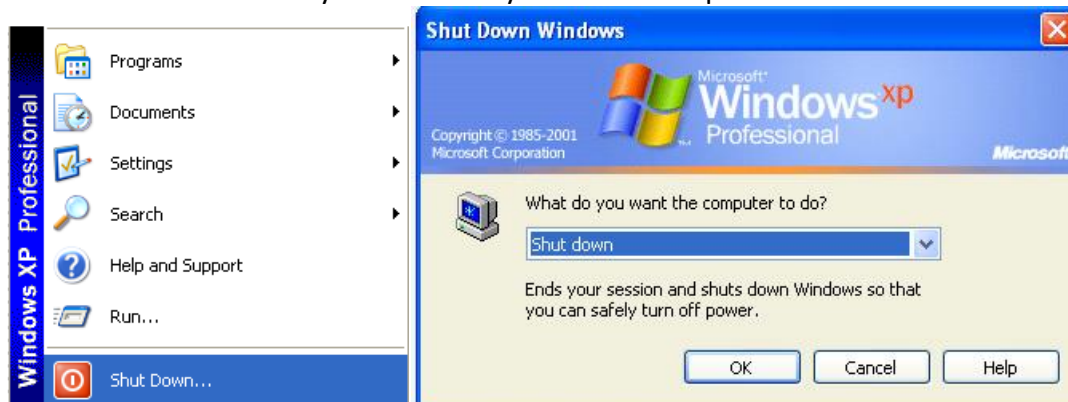 Windows XP Professional
Programs
Documents
Settings
Search
Help and Support
Run...
Shut Down...
Shut Down Windows
Microsoft
Windows xp
Professional
Copyright © 1985-2001
Microsoft Corporation
Microsoft
What do you want the computer to do?
Shut down
Ends your session and shuts down Windows so that
you can safely turn off power.
OK
Cancel
Help